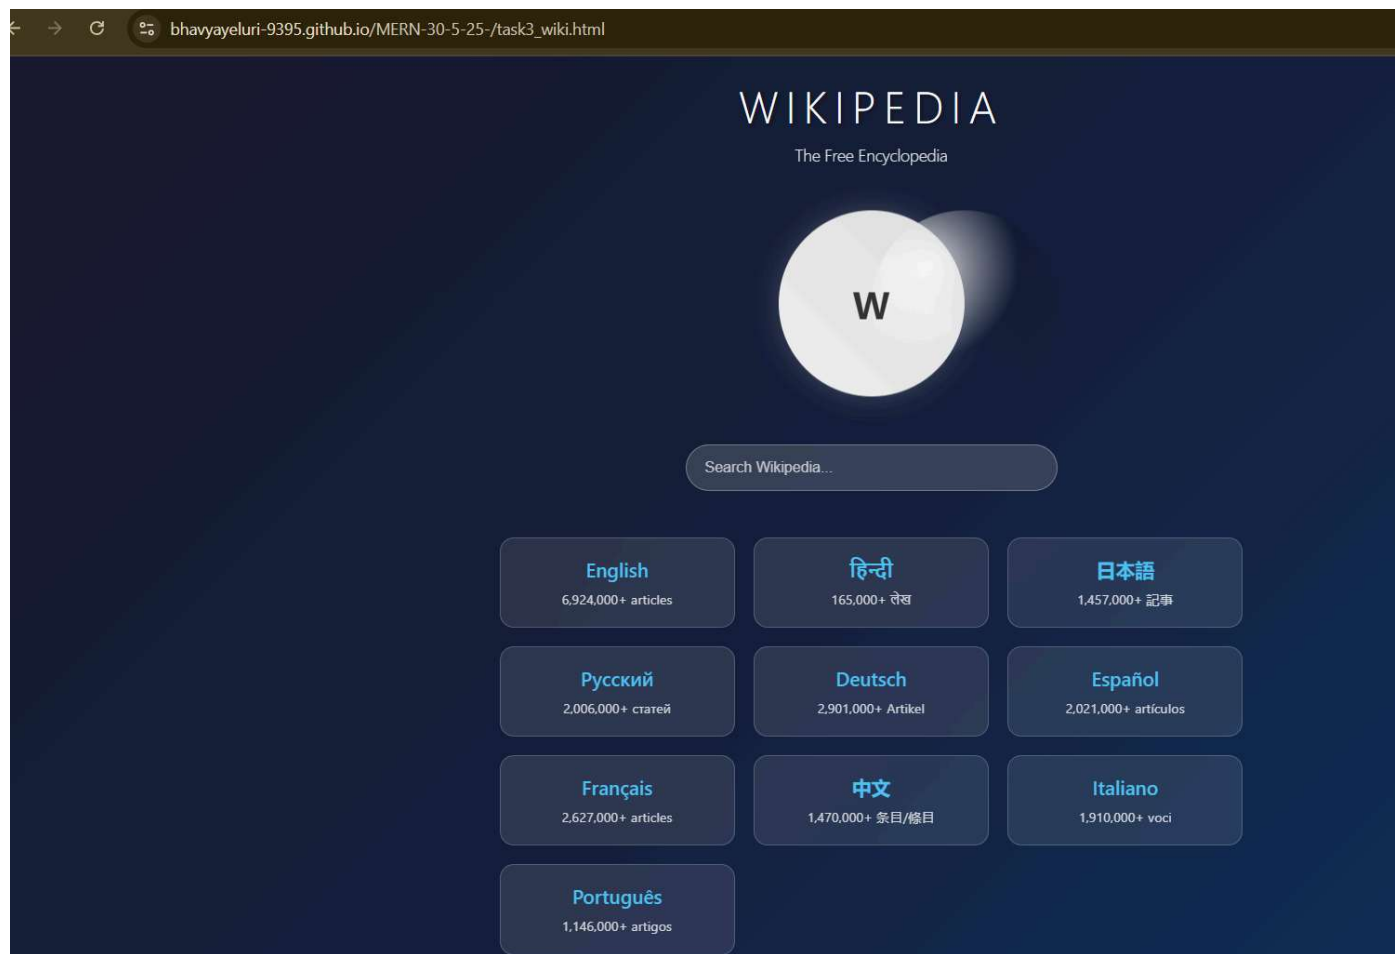 bhavyayeluri-9395.github.io/MERN-30-5-25-/task3_wiki.html
WIKIPEDIA
The Free Encyclopedia
W
Search Wikipedia...
English
6,924,000+ articles
हिन्दी
165,000+ लेख
日本語
1,457,000+ 記事
Русский
2,006,000+ статей
Deutsch
2,901,000+ Artikel
Español
2,021,000+ artículos
Français
2,627,000+ articles
中文
1,470,000+ 条目/條目
Italiano
1,910,000+ voci
Português
1,146,000+ artigos